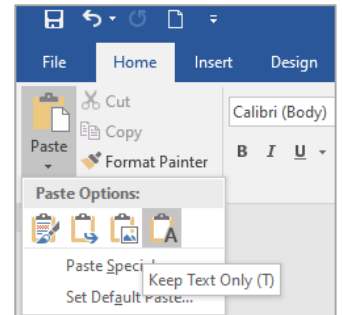 File Home Insert Design
Cut
Calibri (Body)
Copy
Paste
Format Painter
B I U
Paste Options:
A
Paste
Keep Text Only (T)
Set Default Paste...